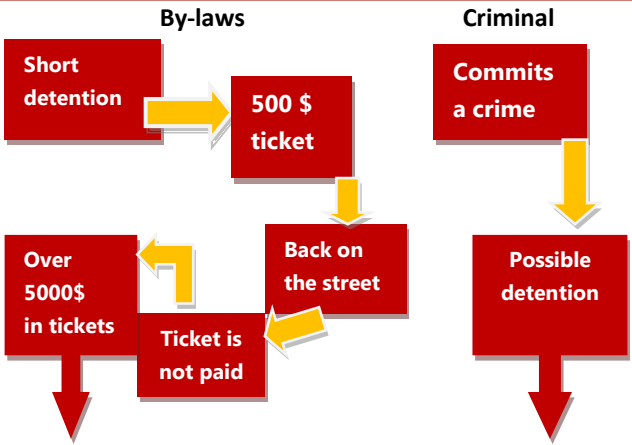 By-laws
Criminal
Short
detention
500 $
ticket
Commits
a crime
Back on
the street
Ticket is
not paid
Over
5000$
in tickets
Possible
detention